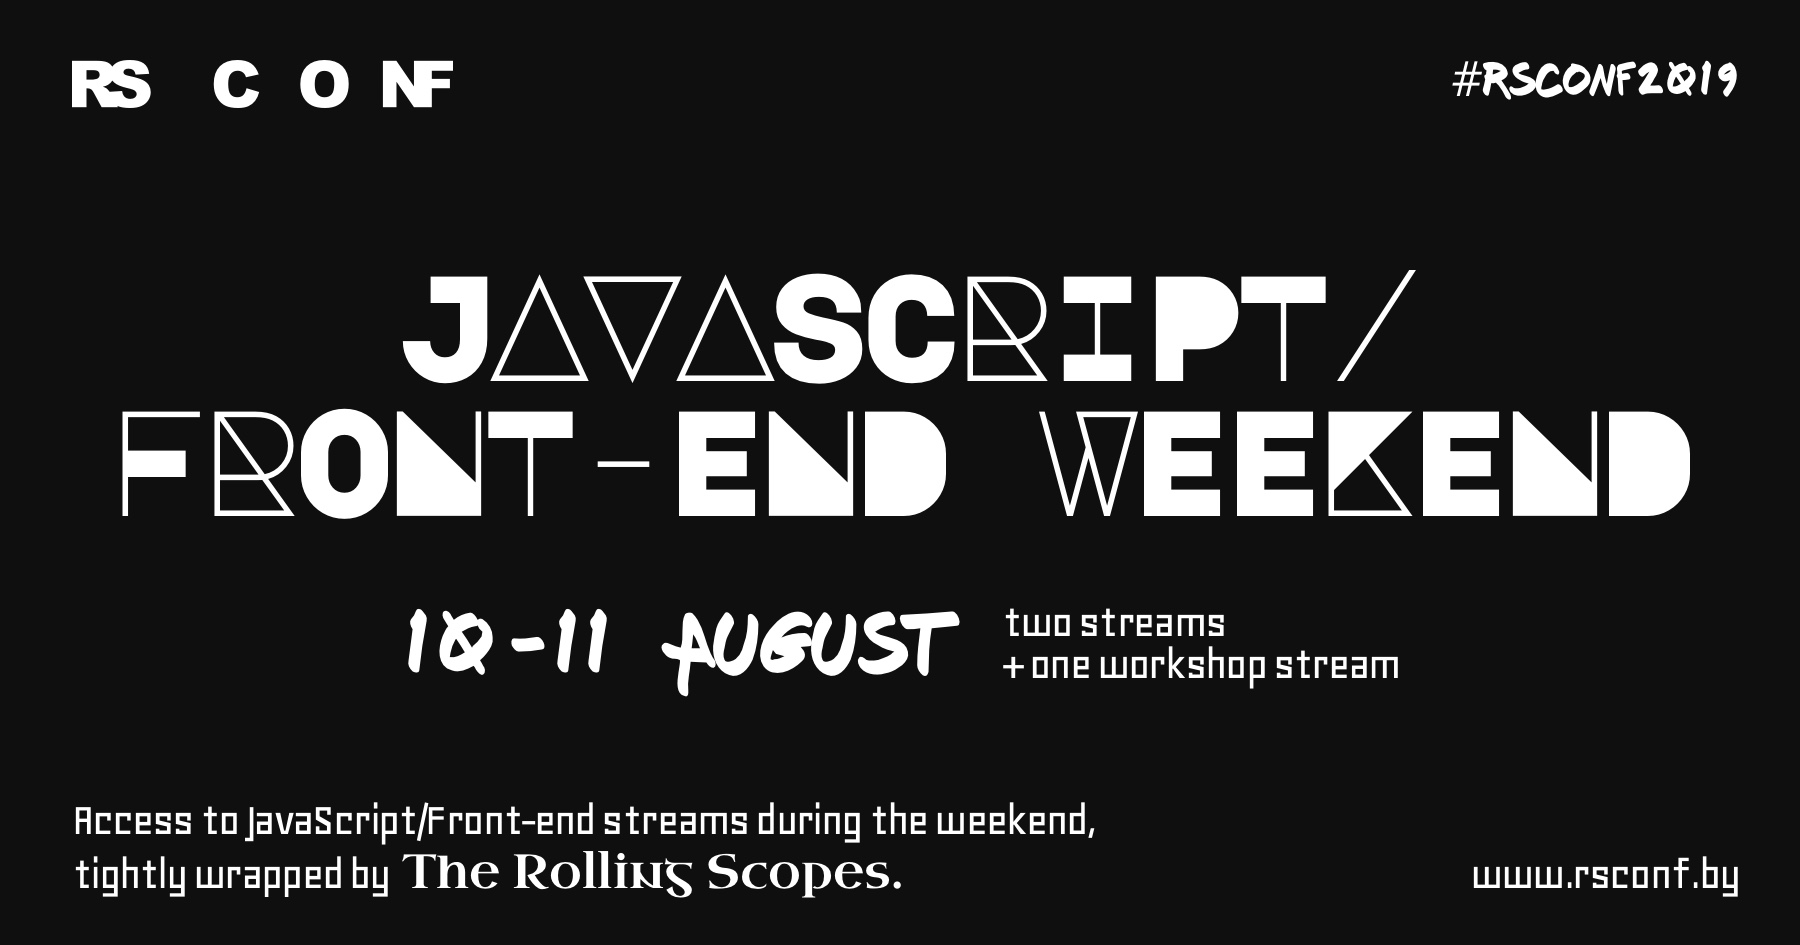 RS CONF
#RSCONF2019
JAVASCRIPT/
FRONT-END WEEKEND
10-11 AUGUST
two streams
+one workshop stream
Access to JavaScript/Front-end streams during the weekend,
tightly wrapped by The Rolling Scopes.
www.rsconf.by